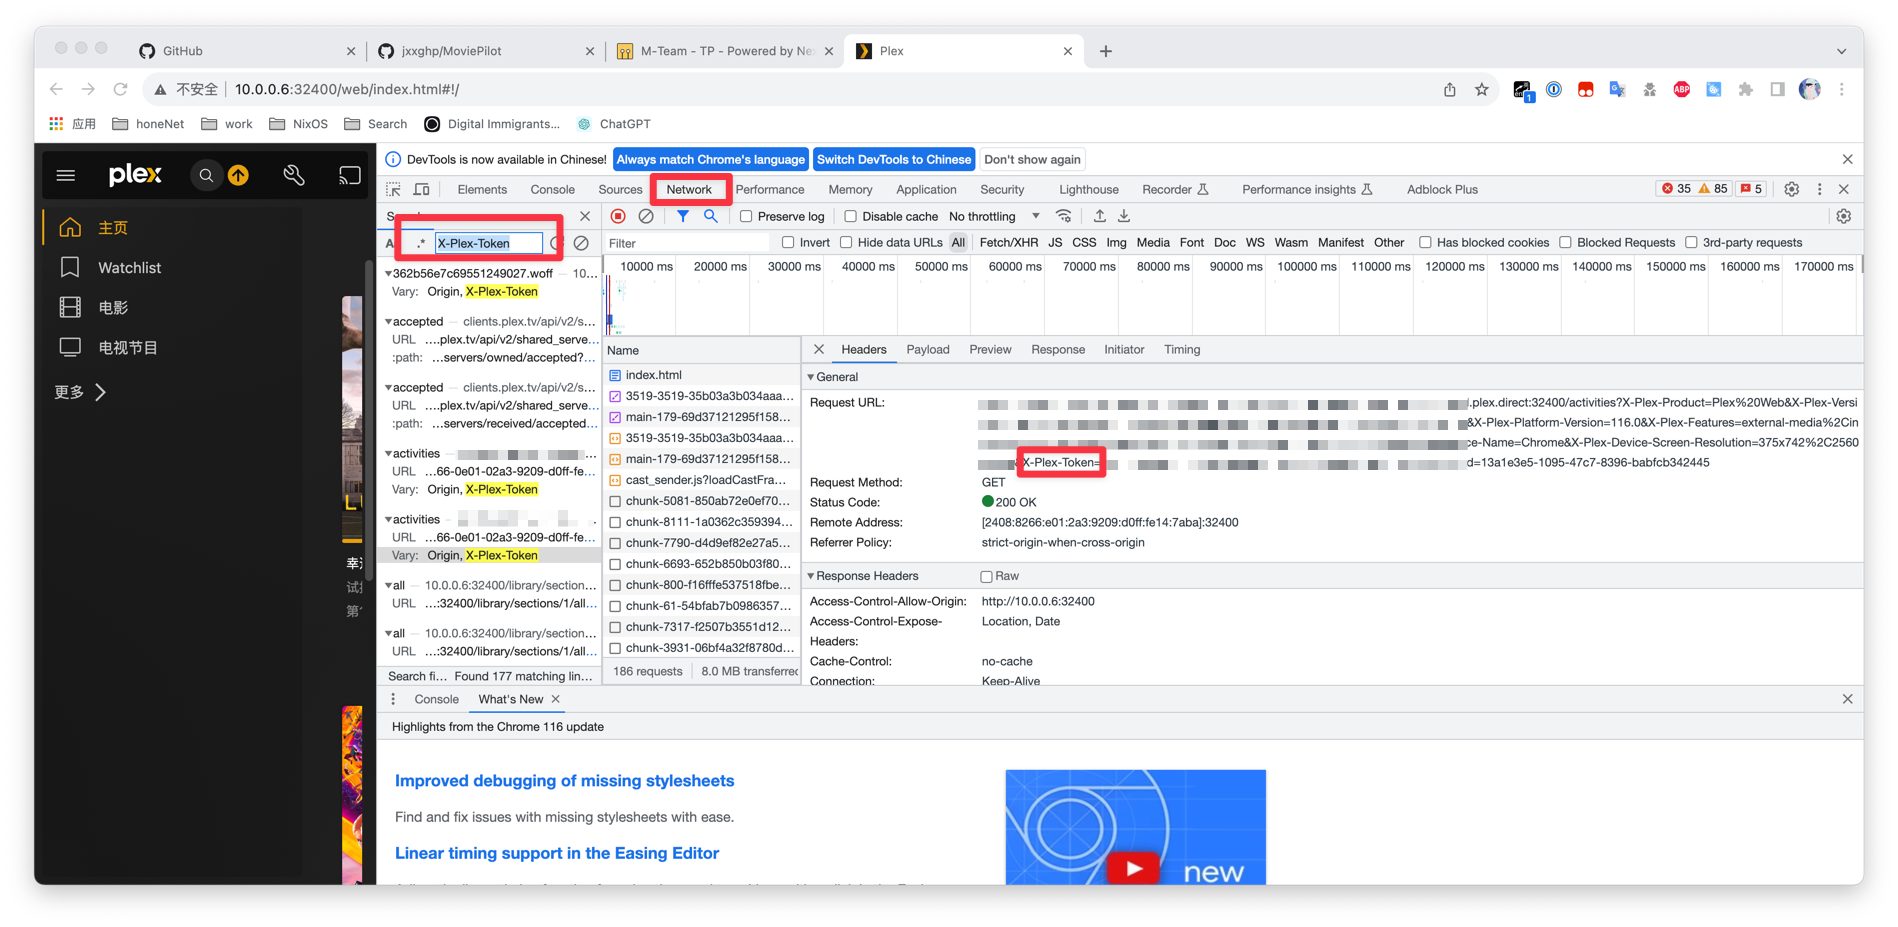 GitHub
jxxghp/MoviePilot
M-Team - TP - Powered by Ne
Plex
不安全
10.0.0.6:32400/web/index.html#!/
1
ABP
应用
honeNet
work
NixOS
Search
Digital Immigrants...
ChatGPT
plex
主页
Watchlist
电影
电视节目
更多
DevTools is now available in Chinese!
Always match Chrome's language
Switch DevTools to Chinese
Don't show again
Elements
Console
Sources
Network
Performance
Memory
Application
Security
Lighthouse
Recorder
Performance insights
Adblock Plus
35
85
5
.*
X-Plex-Token
Preserve log
Disable cache
No throttling
Filter
Invert
Hide data URLs
All
Fetch/XHR
JS
CSS
Img
Media
Font
Doc
WS
Wasm
Manifest
Other
Has blocked cookies
Blocked Requests
3rd-party requests
10000 ms
20000 ms
30000 ms
40000 ms
50000 ms
60000 ms
70000 ms
80000 ms
90000 ms
100000 ms
110000 ms
120000 ms
130000 ms
140000 ms
150000 ms
160000 ms
170000 ms
362b56e7c69551249027.woff — 10...
Vary: Origin, X-Plex-Token
accepted — clients.plex.tv/api/v2/s...
URL ....plex.tv/api/v2/shared_serve...
:path: ...servers/owned/accepted?...
accepted — clients.plex.tv/api/v2/s...
URL ....plex.tv/api/v2/shared_serve...
:path: ...servers/received/accepted...
activities
URL ...66-0e01-02a3-9209-d0ff-fe...
Vary: Origin, X-Plex-Token
activities
URL ...66-0e01-02a3-9209-d0ff-fe...
Vary: Origin, X-Plex-Token
all — 10.0.0.6:32400/library/section...
URL ...:32400/library/sections/1/all...
all — 10.0.0.6:32400/library/section...
URL ...:32400/library/sections/1/all...
Search fi... Found 177 matching lin...
Name
index.html
3519-3519-35b03a3b034aaa...
main-179-69d37121295f158...
3519-3519-35b03a3b034aaa...
main-179-69d37121295f158...
cast_sender.js?loadCastFra...
chunk-5081-850ab72e0ef70...
chunk-8111-1a0362c359394...
chunk-7790-d4d9ef82e27a5...
chunk-6693-652b850b03f80...
chunk-800-f16fffe537518fbe...
chunk-61-54bfab7b0986357...
chunk-7317-f2507b3551d12...
chunk-3931-06bf4a32f8780d...
186 requests
8.0 MB transferred
Headers
Payload
Preview
Response
Initiator
Timing
General
Request URL:
.plex.direct:32400/activities?X-Plex-Product=Plex%20Web&X-Plex-Versi
&X-Plex-Platform-Version=116.0&X-Plex-Features=external-media%2Cin
ce-Name=Chrome&X-Plex-Device-Screen-Resolution=375x742%2C2560
X-Plex-Token=
d=13a1e3e5-1095-47c7-8396-babfcb342445
Request Method: GET
Status Code: 200 OK
Remote Address: [2408:8266:e01:2a3:9209:d0ff:fe14:7aba]:32400
Referrer Policy: strict-origin-when-cross-origin
Response Headers
Raw
Access-Control-Allow-Origin: http://10.0.0.6:32400
Access-Control-Expose-Headers: Location, Date
Cache-Control: no-cache
Connection: Keep-Alive
Console
What's New
Highlights from the Chrome 116 update
Improved debugging of missing stylesheets
Find and fix issues with missing stylesheets with ease.
Linear timing support in the Easing Editor
new